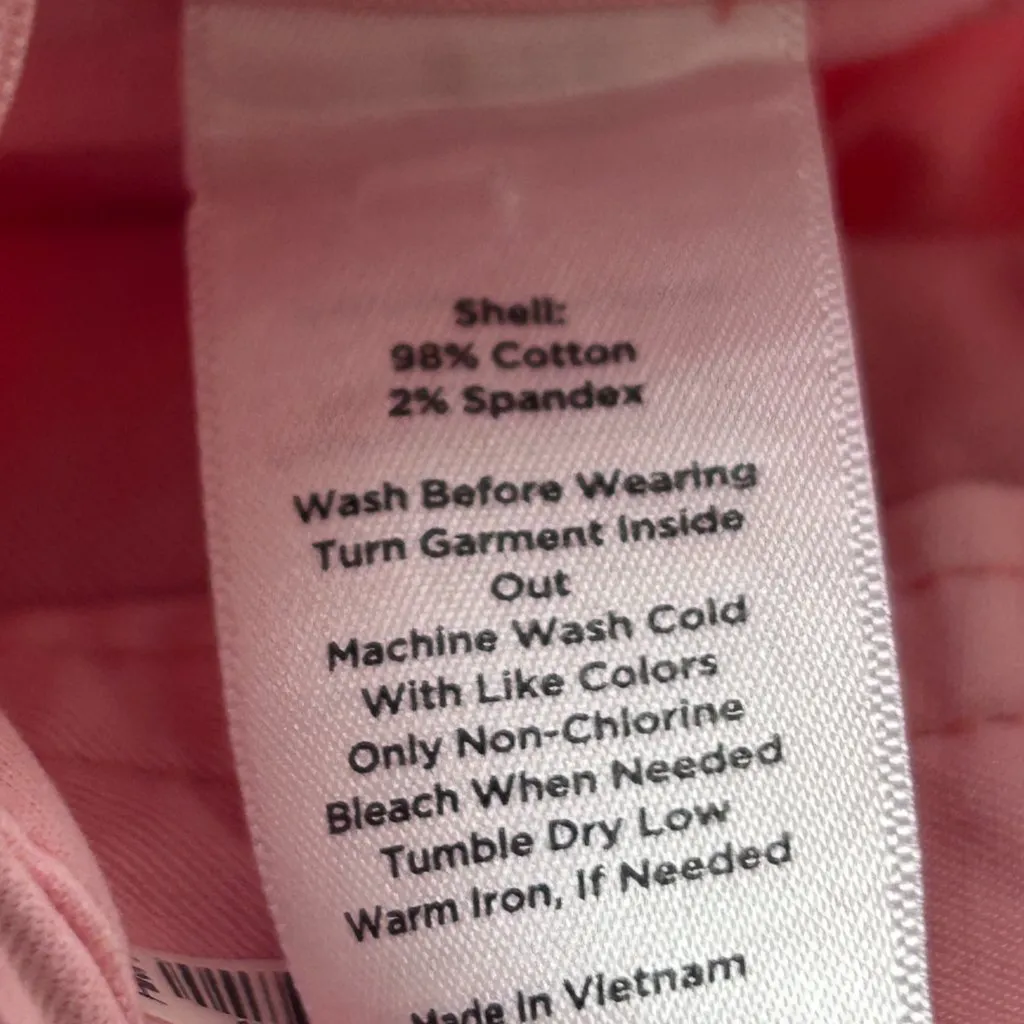 Shell:
98% Cotton
2% Spandex
Wash Before Wearing
Turn Garment Inside
Out
Machine Wash Cold
With Like Colors
Only Non-Chlorine
Bleach When Needed
Tumble Dry Low
Warm Iron, If Needed
Made In Vietnam